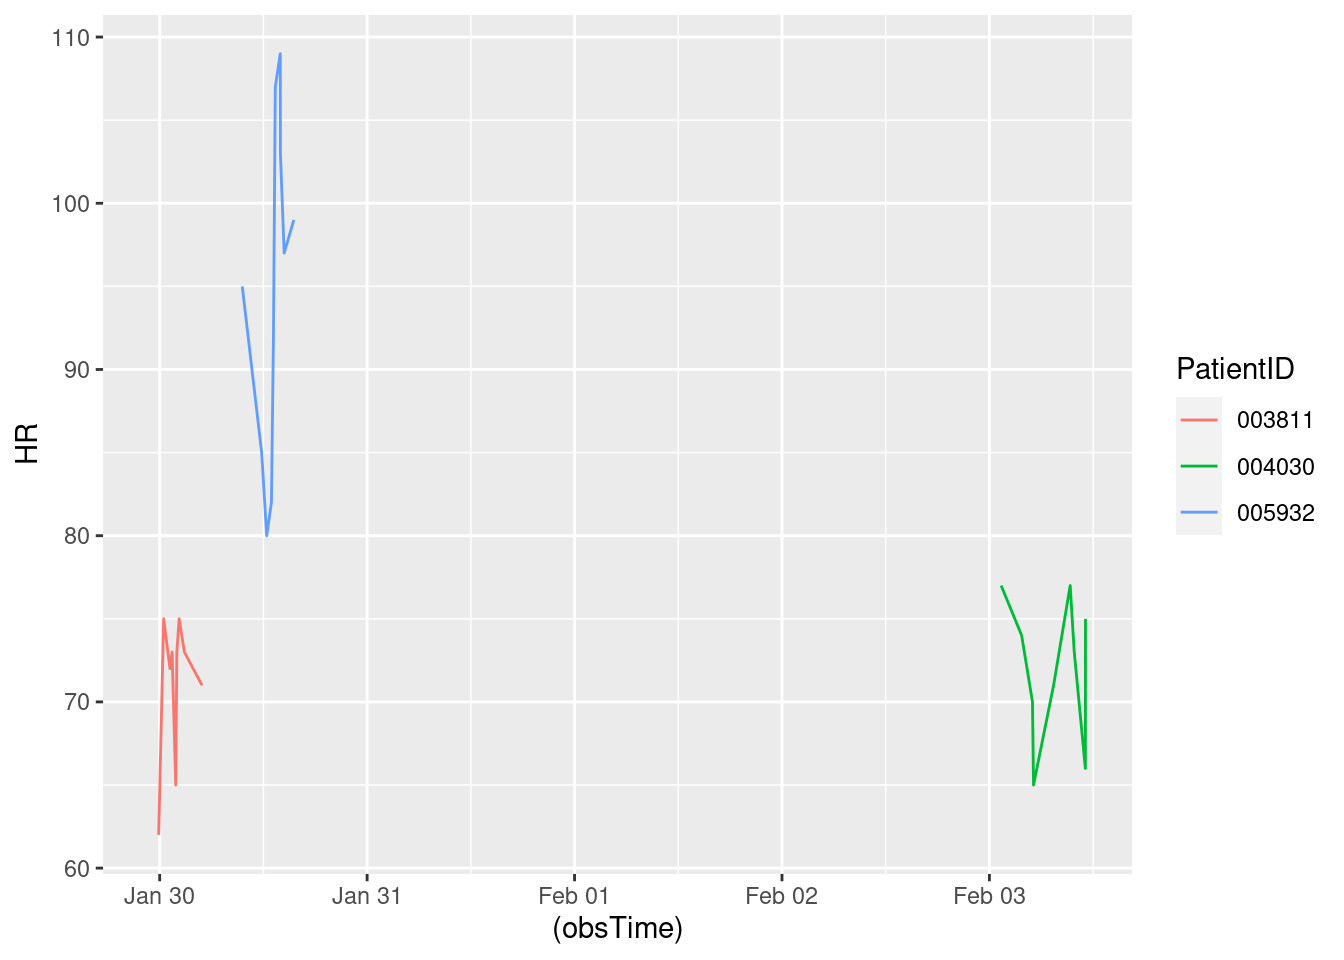 110
100
90
80
70
60
HR
Jan 30
Jan 31
Feb 01
Feb 02
Feb 03
(obsTime)
PatientID
003811
004030
005932